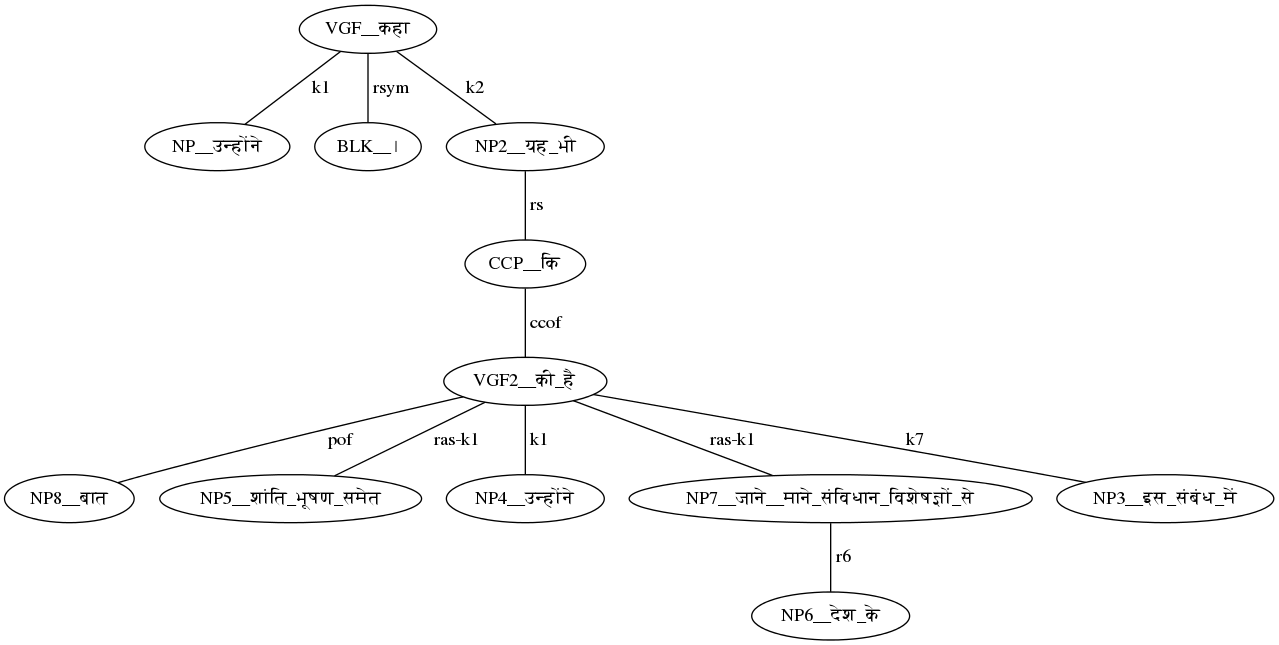 VGF__कहा
k1 rsym k2
NP__उन्होंने BLK__। NP2__यह_भी
rs
CCP__कि
ccof
VGF2__की_है
pof ras-k1 k1 ras-k1 k7
NP8__बात NP5__शांति_भूषण_समेत NP4__उन्होंने NP7__जाने__माने_संविधान_विशेषज्ञों_से NP3__इस_संबंध_में
r6
NP6__देश_के